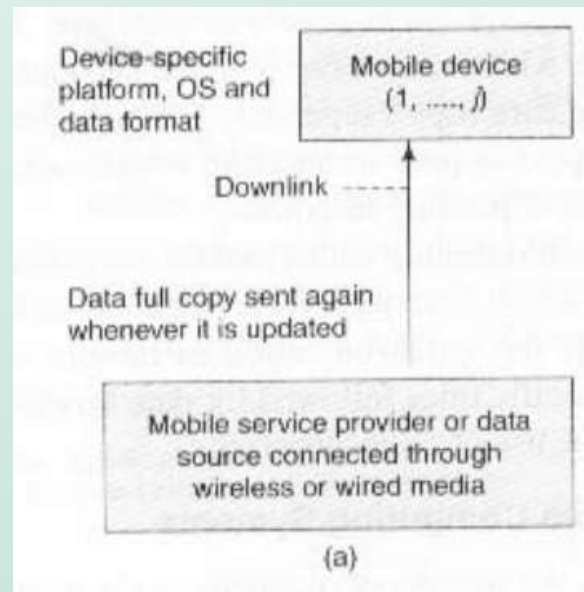 Device-specific
platform, OS and
data format
Mobile device
(1, ...., j)
Downlink
Data full copy sent again
whenever it is updated
Mobile service provider or data
source connected through
wireless or wired media
(a)